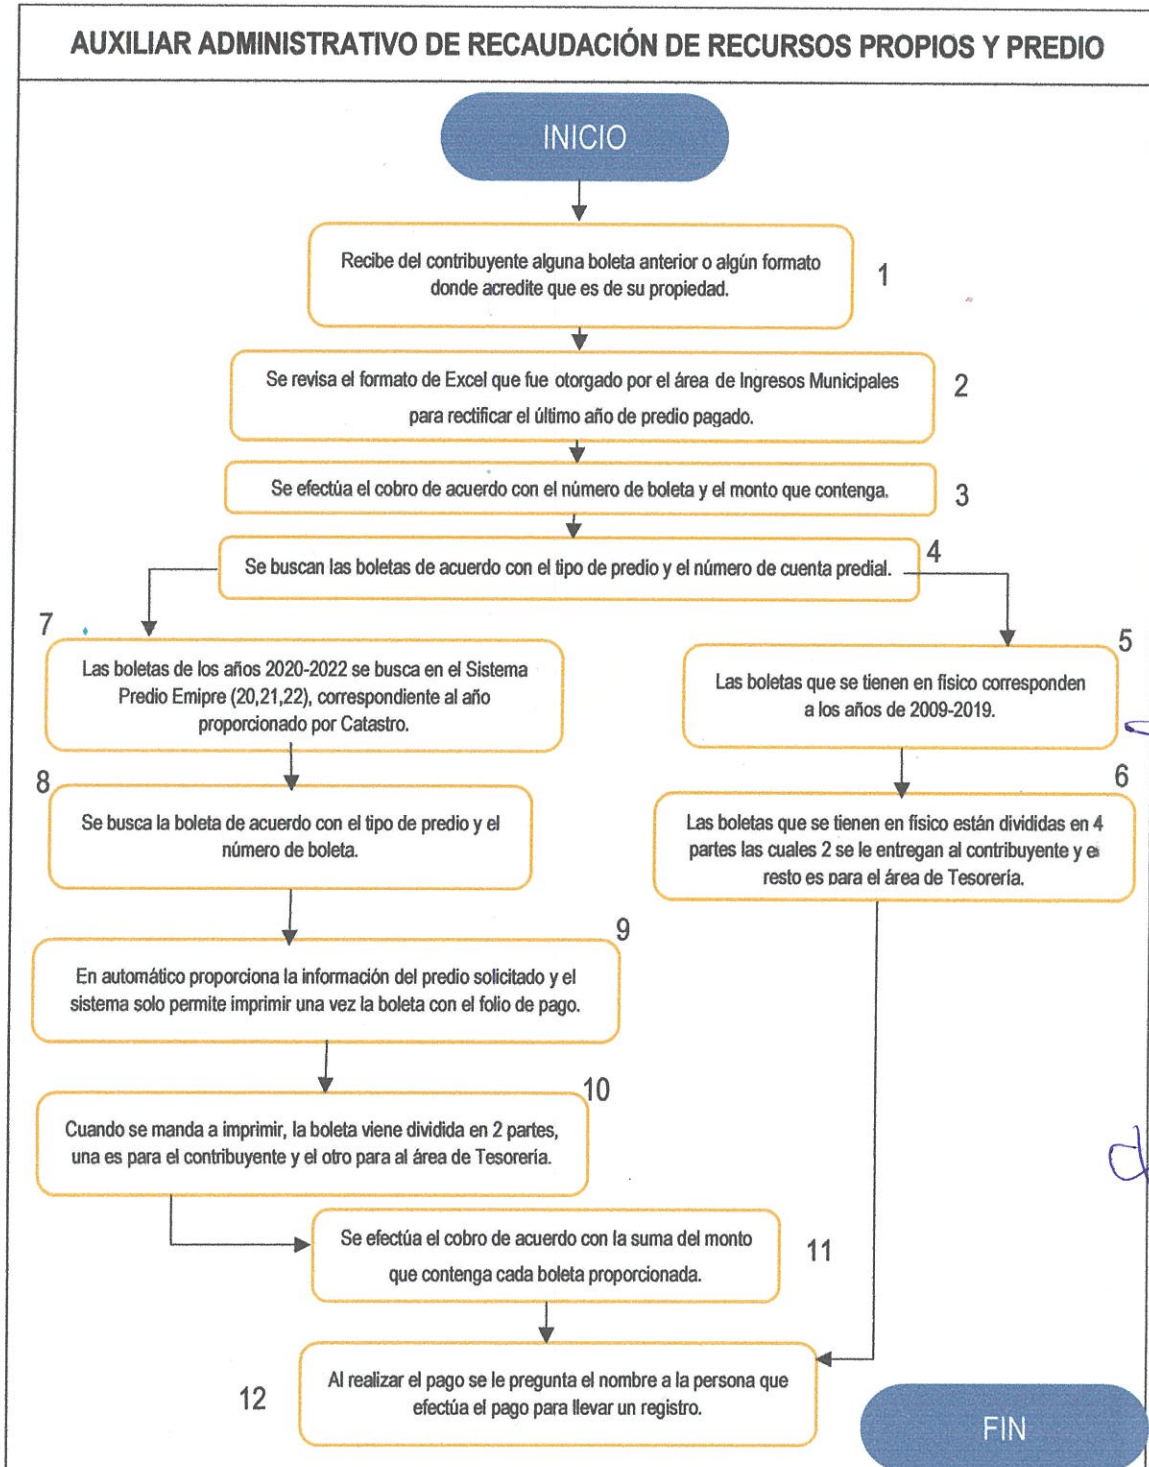 AUXILIAR ADMINISTRATIVO DE RECAUDACIÓN DE RECURSOS PROPIOS Y PREDIO
INICIO
Recibe del contribuyente alguna boleta anterior o algún formato
donde acredite que es de su propiedad.
1
Se revisa el formato de Excel que fue otorgado por el área de Ingresos Municipales
para rectificar el último año de predio pagado.
2
Se efectúa el cobro de acuerdo con el número de boleta y el monto que contenga.
3
Se buscan las boletas de acuerdo con el tipo de predio y el número de cuenta predial.
4
7
Las boletas de los años 2020-2022 se busca en el Sistema
Predio Emipre (20,21,22), correspondiente al año
proporcionado por Catastro.
5
Las boletas que se tienen en físico corresponden
a los años de 2009-2019.
8
Se busca la boleta de acuerdo con el tipo de predio y el
número de boleta.
6
Las boletas que se tienen en físico están divididas en 4
partes las cuales 2 se le entregan al contribuyente y el
resto es para el área de Tesorería.
9
En automático proporciona la información del predio solicitado y el
sistema solo permite imprimir una vez la boleta con el folio de pago.
10
Cuando se manda a imprimir, la boleta viene dividida en 2 partes,
una es para el contribuyente y el otro para al área de Tesorería.
Se efectúa el cobro de acuerdo con la suma del monto
que contenga cada boleta proporcionada.
11
12
Al realizar el pago se le pregunta el nombre a la persona que
efectúa el pago para llevar un registro.
FIN